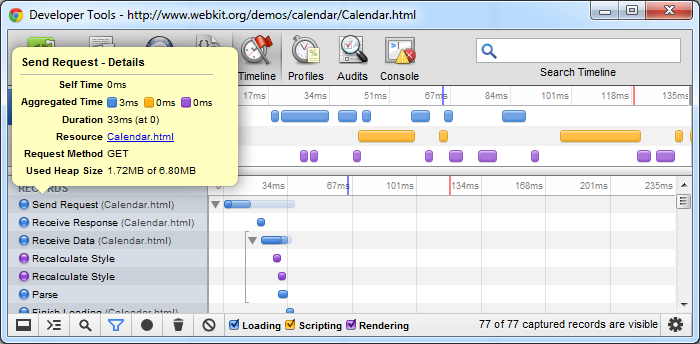 Developer Tools - http://www.webkit.org/demos/calendar/Calendar.html
Timeline
Profiles
Audits
Console
Search Timeline
Send Request - Details
Self Time 0ms
Aggregated Time 3ms 0ms 0ms
Duration 33ms (at 0)
Resource Calendar.html
Request Method GET
Used Heap Size 1.72MB of 6.80MB
17ms 34ms 51ms 67ms 84ms 101ms 118ms 135ms
RECORDS
34ms 67ms 101ms 134ms 168ms 201ms 235ms
Send Request (Calendar.html)
Receive Response (Calendar.html)
Receive Data (Calendar.html)
Recalculate Style
Recalculate Style
Parse
Finish Loading (Calendar.html)
Loading Scripting Rendering 77 of 77 captured records are visible